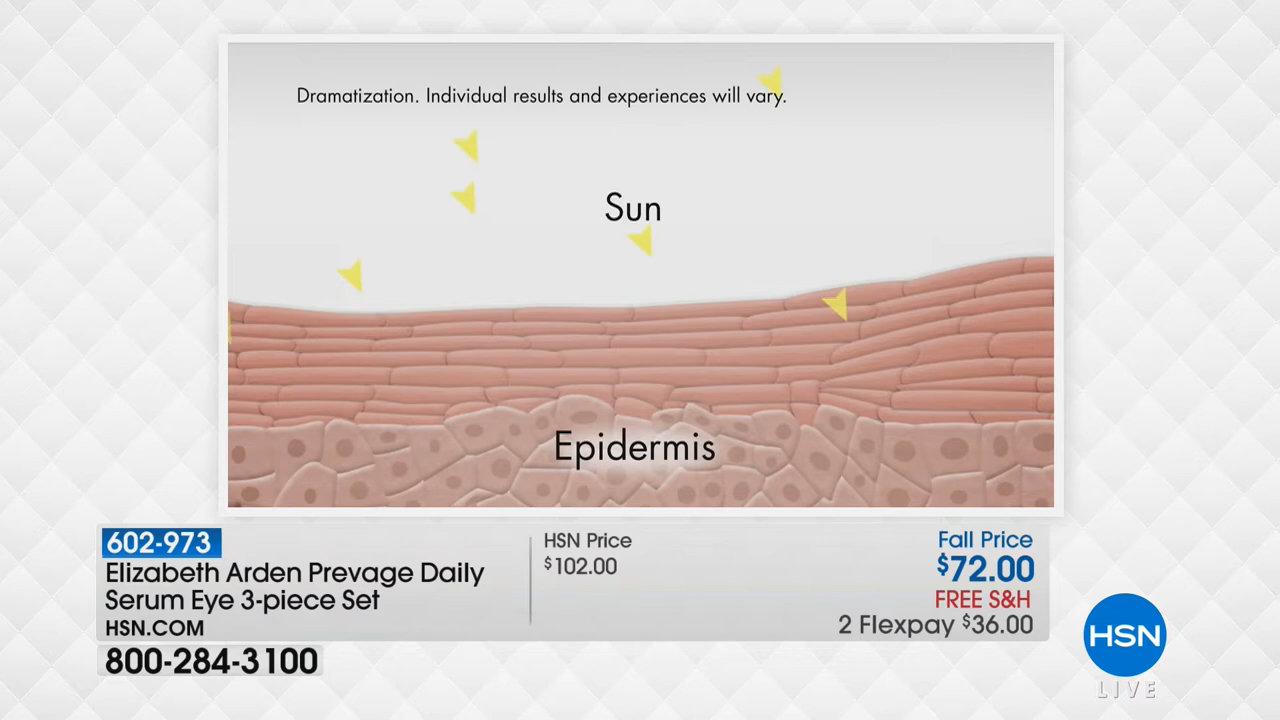 Dramatization. Individual results and experiences will vary.
Sun
Epidermis
602-973
Elizabeth Arden Prevage Daily
Serum Eye 3-piece Set
HSN.COM
800-284-3100
HSN Price
$102.00
Fall Price
$72.00
FREE S&H
2 Flexpay $36.00
HSN
LIVE